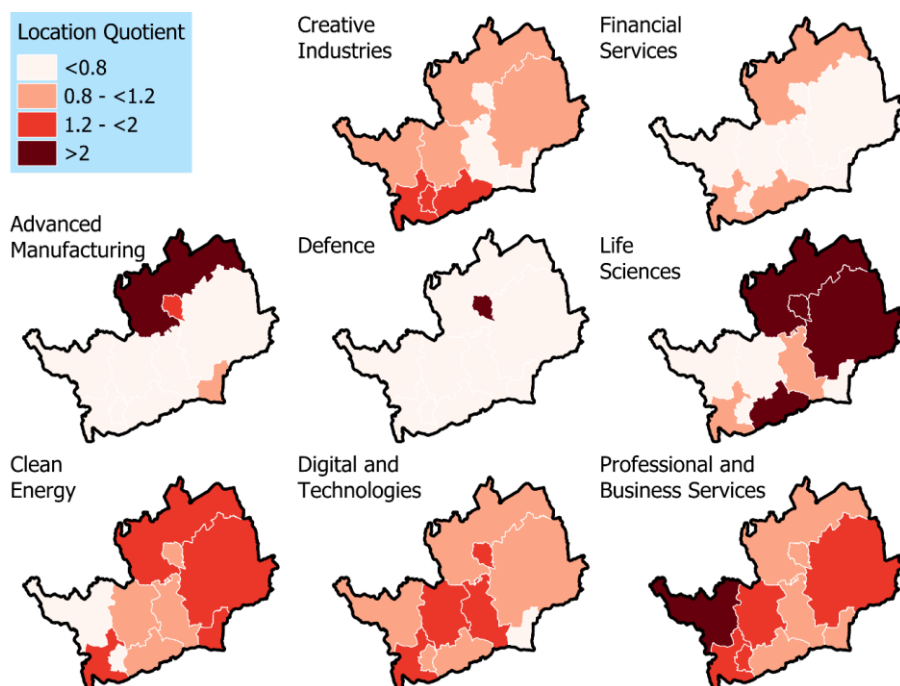 Location Quotient
<0.8
0.8 - <1.2
1.2 - <2
>2
Creative
Industries
Financial
Services
Advanced
Manufacturing
Defence
Life
Sciences
Clean
Energy
Digital and
Technologies
Professional and
Business Services